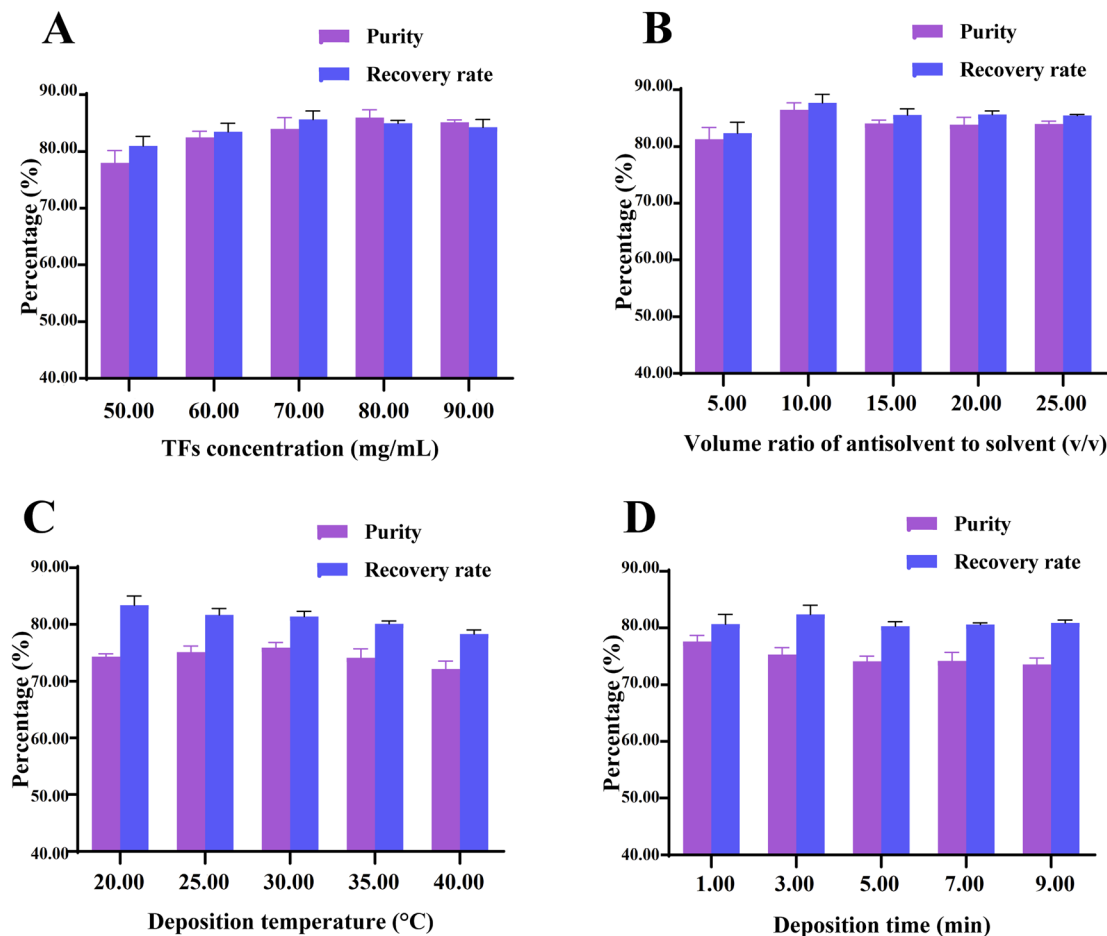 A
Purity
Recovery rate
Percentage (%)
90.00
80.00
70.00
60.00
50.00
40.00
50.00 60.00 70.00 80.00 90.00
TFs concentration (mg/mL)
B
Purity
Recovery rate
Percentage (%)
90.00
80.00
70.00
60.00
50.00
40.00
5.00 10.00 15.00 20.00 25.00
Volume ratio of antisolvent to solvent (v/v)
C
Purity
Recovery rate
Percentage (%)
90.00
80.00
70.00
60.00
50.00
40.00
20.00 25.00 30.00 35.00 40.00
Deposition temperature (°C)
D
Purity
Recovery rate
Percentage (%)
90.00
80.00
70.00
60.00
50.00
40.00
1.00 3.00 5.00 7.00 9.00
Deposition time (min)